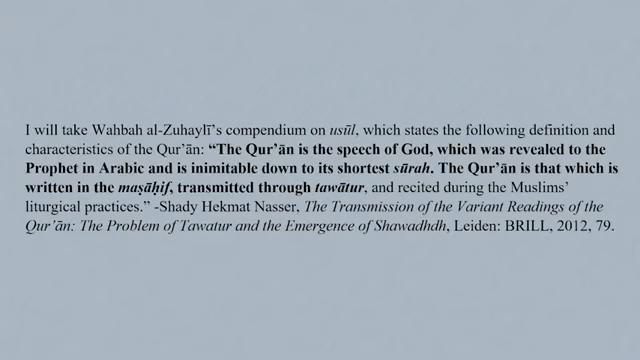 I will take Wahbah al-Zuhaylī’s compendium on usūl, which states the following definition and
characteristics of the Qur’ān: “The Qur’ān is the speech of God, which was revealed to the
Prophet in Arabic and is inimitable down to its shortest sūrah. The Qur’ān is that which is
written in the maṣāḥif, transmitted through tawātur, and recited during the Muslims’
liturgical practices.” -Shady Hekmat Nasser, The Transmission of the Variant Readings of the
Qur’ān: The Problem of Tawatur and the Emergence of Shawadhdh, Leiden: BRILL, 2012, 79.